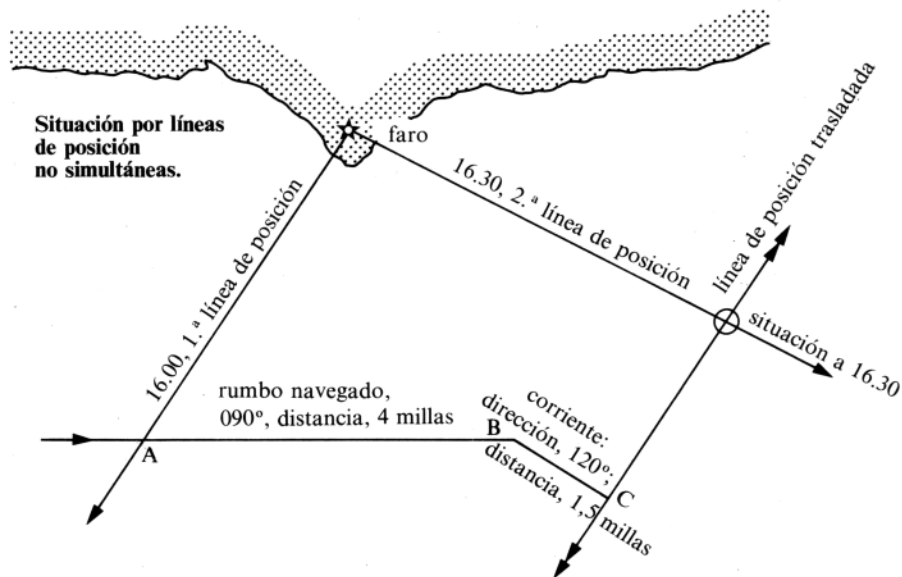 Situación por líneas
de posición
no simultáneas.
faro
16.00, 1.ª línea de posición
16.30, 2.ª línea de posición
línea de posición trasladada
situación a 16.30
rumbo navegado,
090º, distancia, 4 millas
A
B
corriente:
dirección, 120º;
distancia, 1,5 millas
C